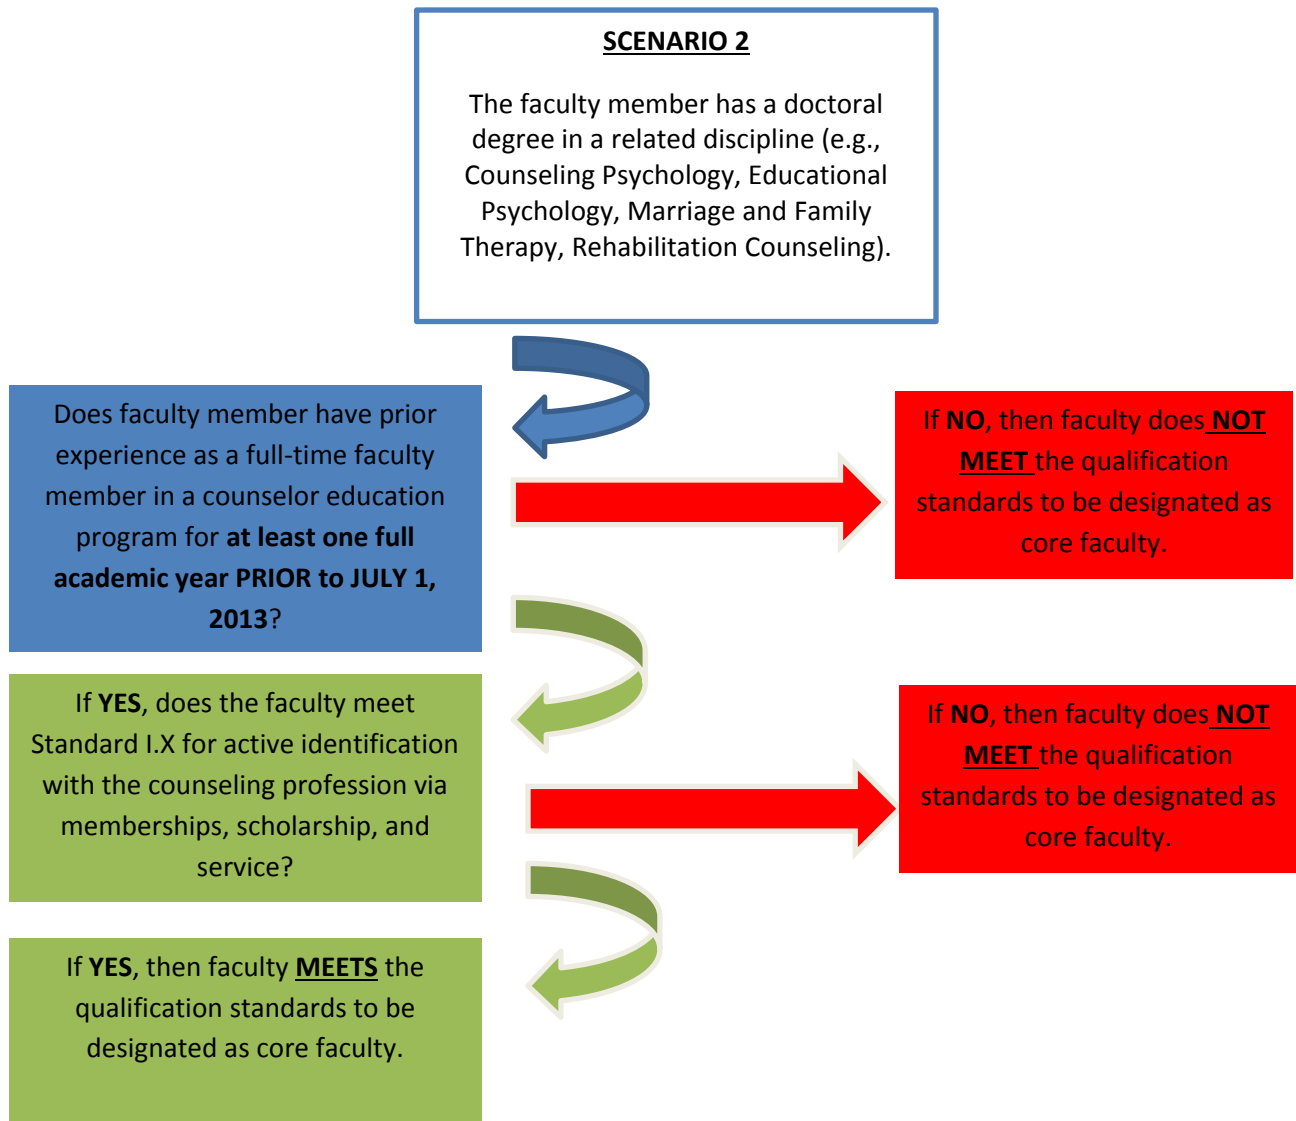 SCENARIO 2
The faculty member has a doctoral
degree in a related discipline (e.g.,
Counseling Psychology, Educational
Psychology, Marriage and Family
Therapy, Rehabilitation Counseling).
Does faculty member have prior
experience as a full-time faculty
member in a counselor education
program for at least one full
academic year PRIOR to JULY 1,
2013?
If NO, then faculty does NOT
MEET the qualification
standards to be designated as
core faculty.
If YES, does the faculty meet
Standard I.X for active identification
with the counseling profession via
memberships, scholarship, and
service?
If NO, then faculty does NOT
MEET the qualification
standards to be designated as
core faculty.
If YES, then faculty MEETS the
qualification standards to be
designated as core faculty.